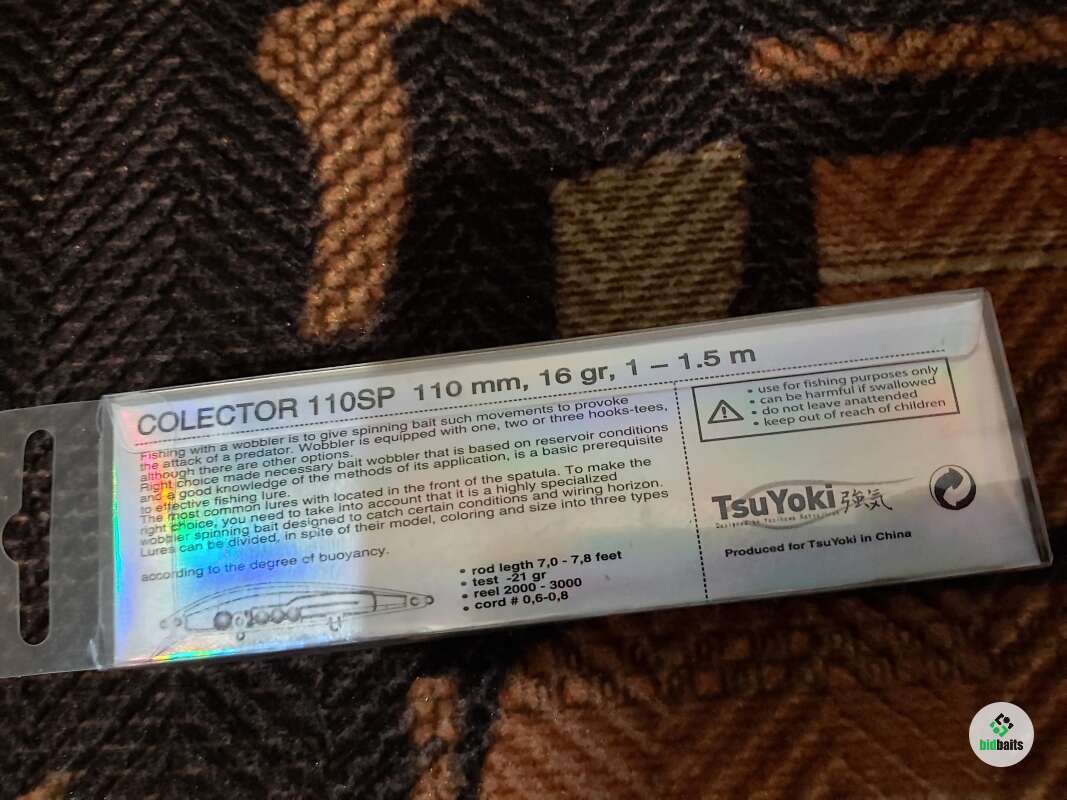 COLECTOR 110SP 110 mm, 16 gr, 1 – 1.5 m
Fishing with a wobbler is to give spinning bait such movements to provoke
the attack of a predator. Wobbler is equipped with one, two or three hooks-tees,
although there are other options.
Right choice made necessary bait wobbler that is based on reservoir conditions
and a good knowledge of the methods of its application, is a basic prerequisite
to effective fishing lure.
The most common lures with located in the front of the spatula. To make the
right choice, you need to take into account that it is a highly specialized
wobbler spinning bait designed to catch certain conditions and wiring horizon.
Lures can be divided, in spite of their model, coloring and size into three types
according to the degree of buoyancy.
• rod legth 7,0 - 7,8 feet
• test -21 gr
• reel 2000 - 3000
• cord # 0,6-0,8
• use for fishing purposes only
• can be harmful if swallowed
• do not leave anattended
• keep out of reach of children
TsuYoki 強気
Designed by
Produced for TsuYoki in China
bidbaits